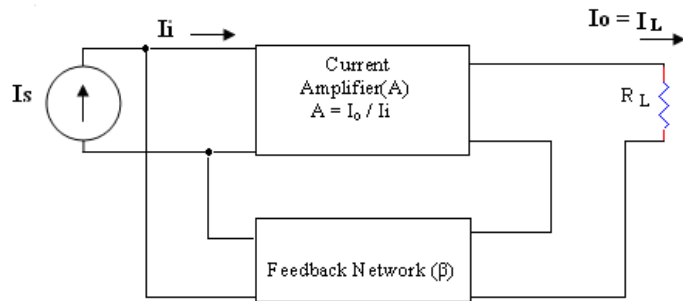 Io = IL
Ii
Is
Current
Amplifier(A)
A = Io / Ii
RL
Feedback Network (β)